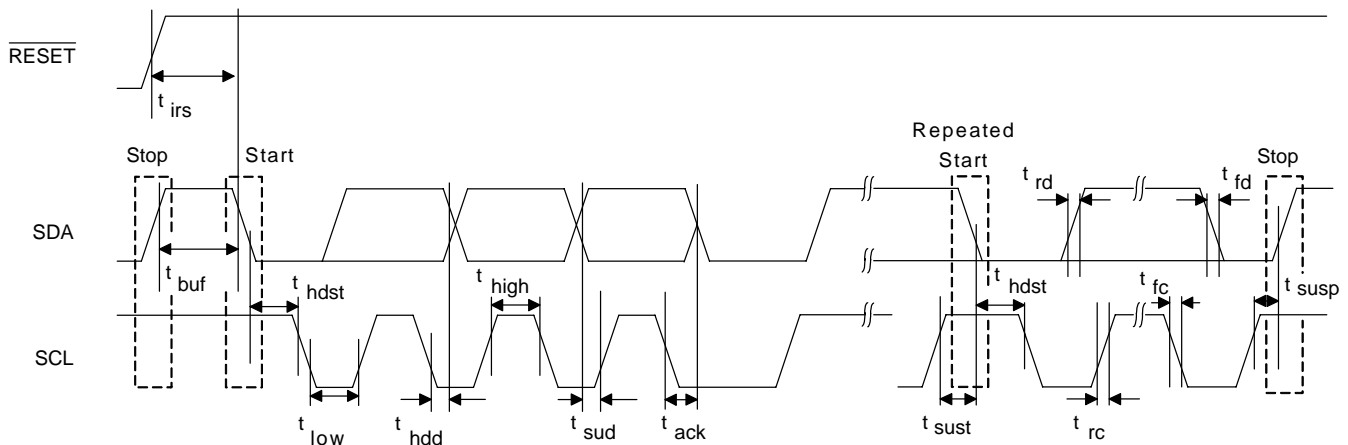 RESET
t irs
Repeated
Stop
Start
Start
Stop
t rd
t fd
SDA
t buf
t hdst
t high
t hdst
t fc
t susp
SCL
t low
t hdd
t sud
t ack
t sust
t rc